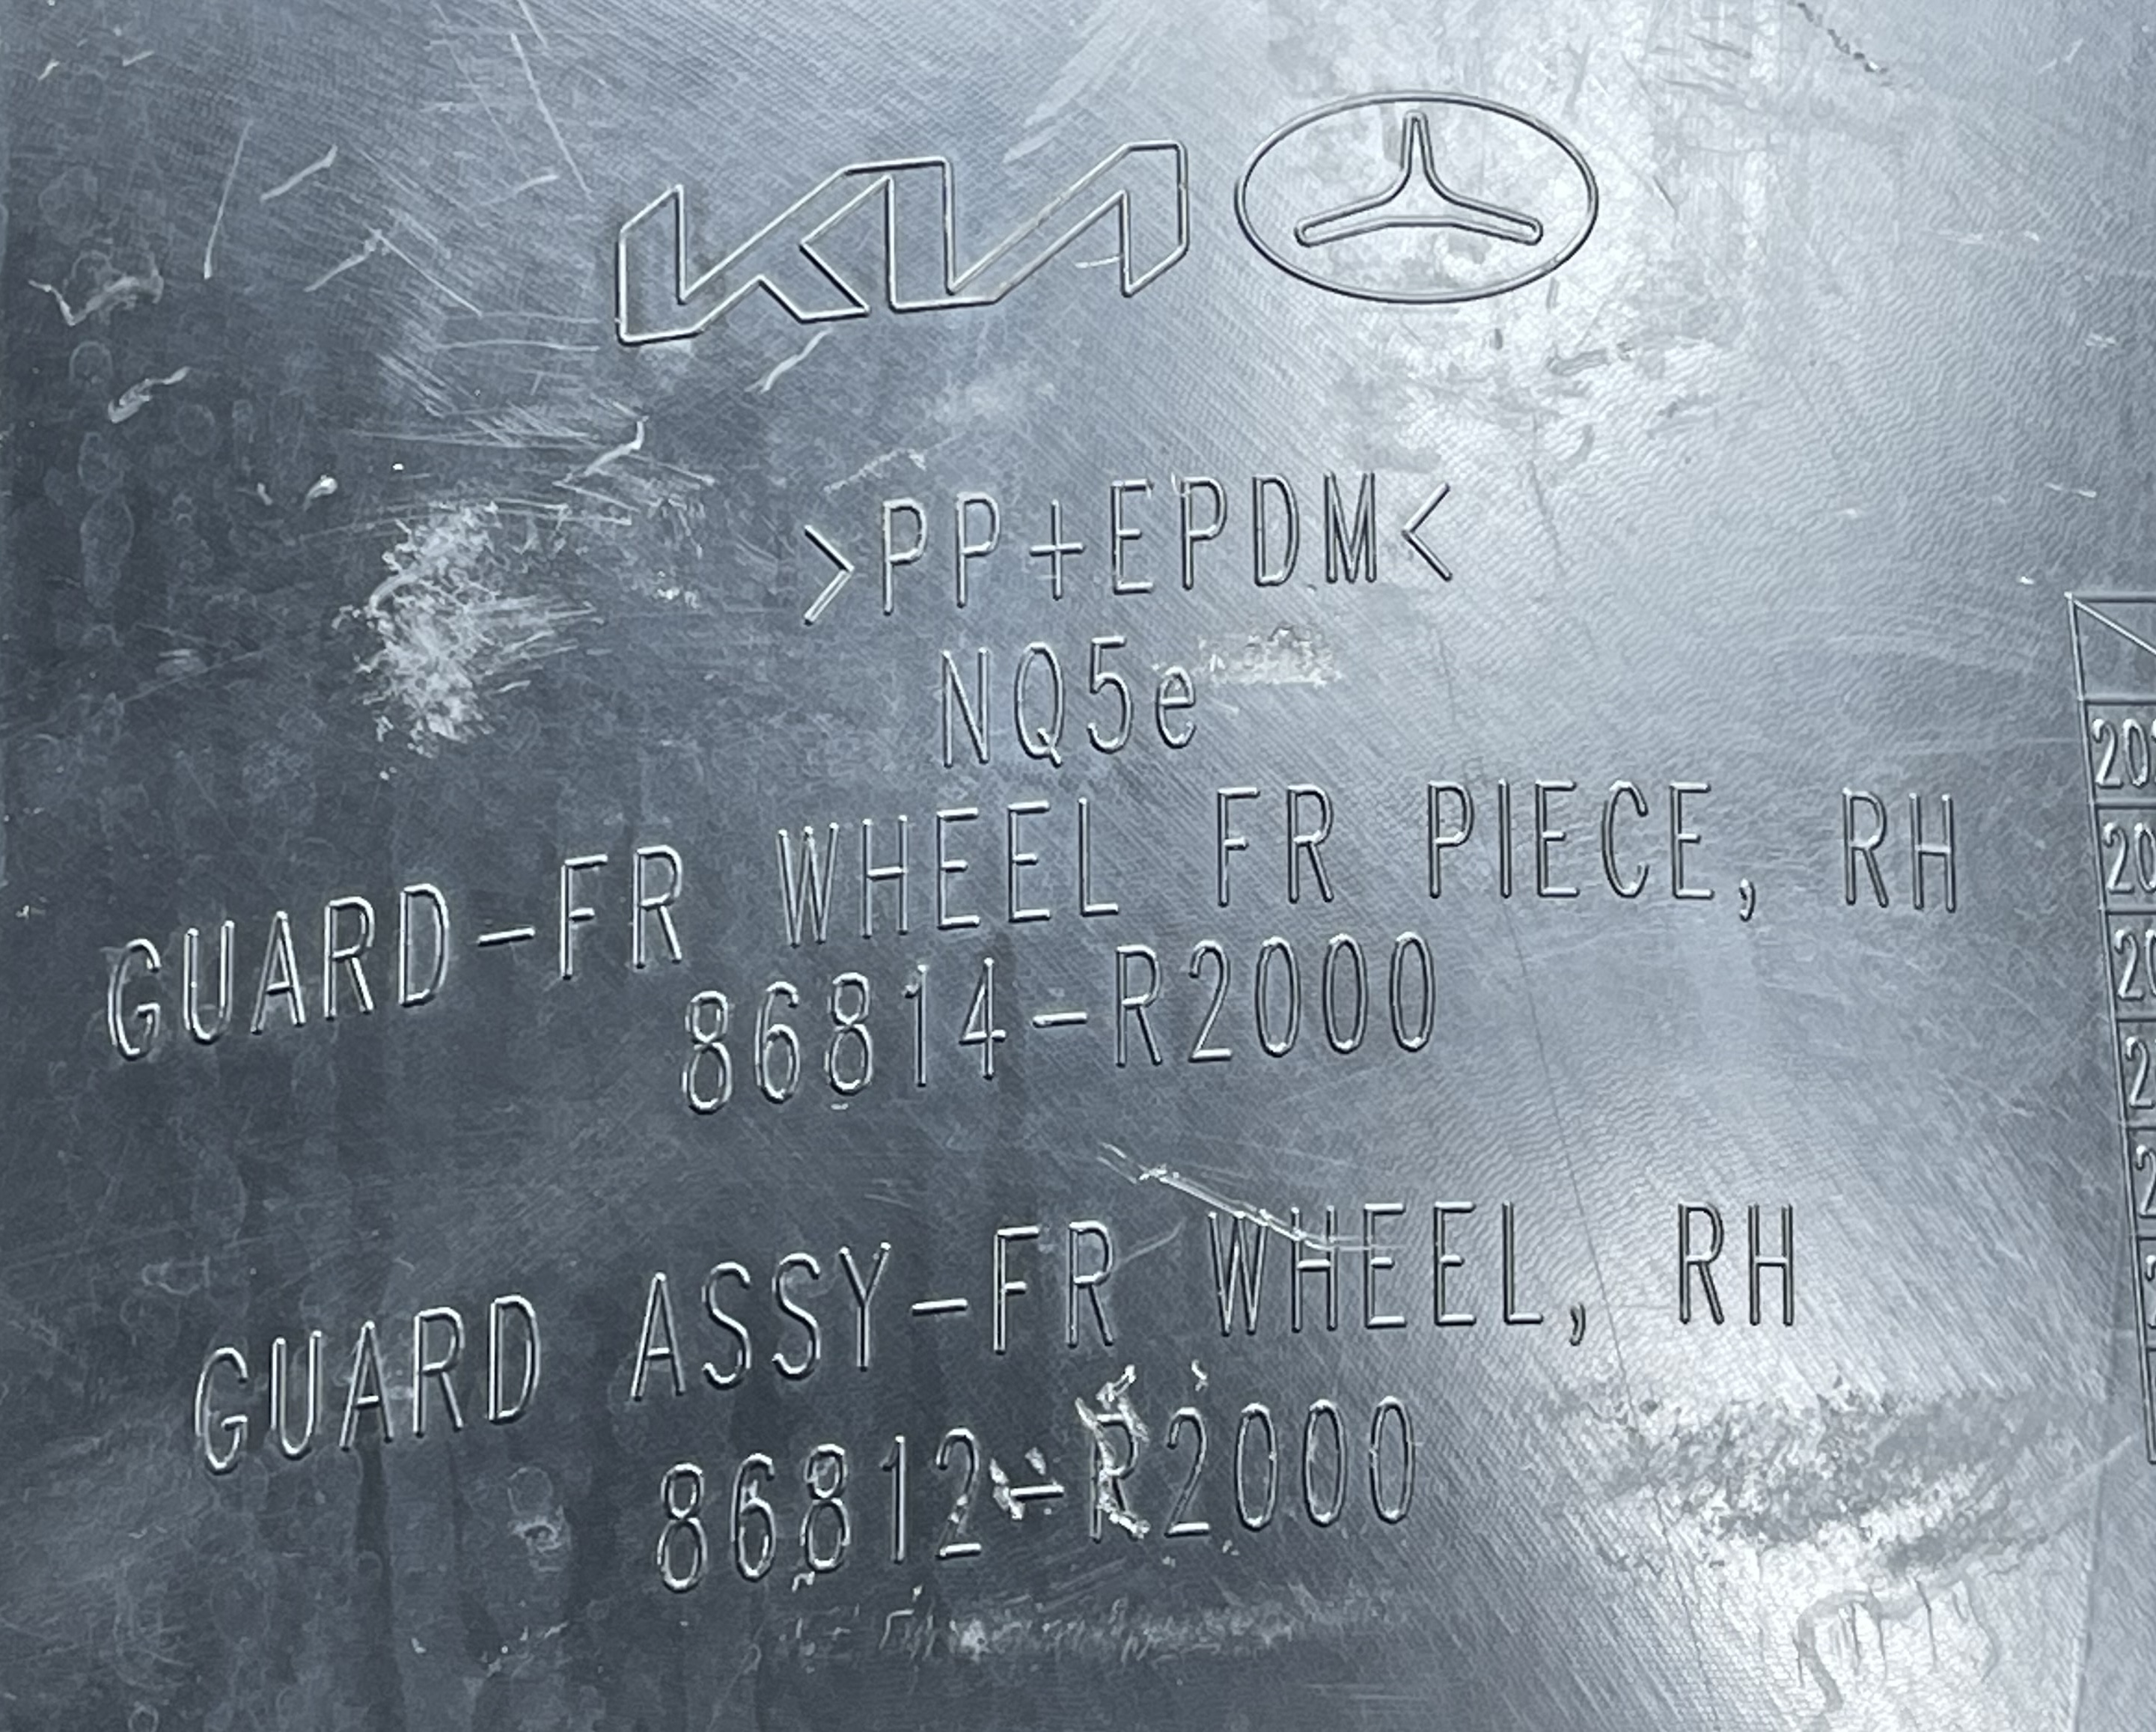 KIA
>PP+EPDM<
NQ5e
GUARD-FR WHEEL FR PIECE, RH
86814-R2000
GUARD ASSY-FR WHEEL, RH
86812-R2000